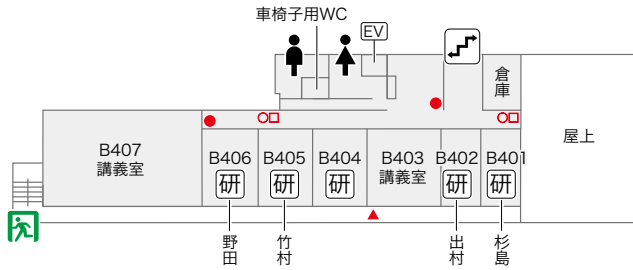 車椅子用WC
EV
倉庫
屋上
B407
講義室
B406
研
B405
研
B404
研
B403
講義室
B402
研
B401
研
野田
竹村
出村
杉島